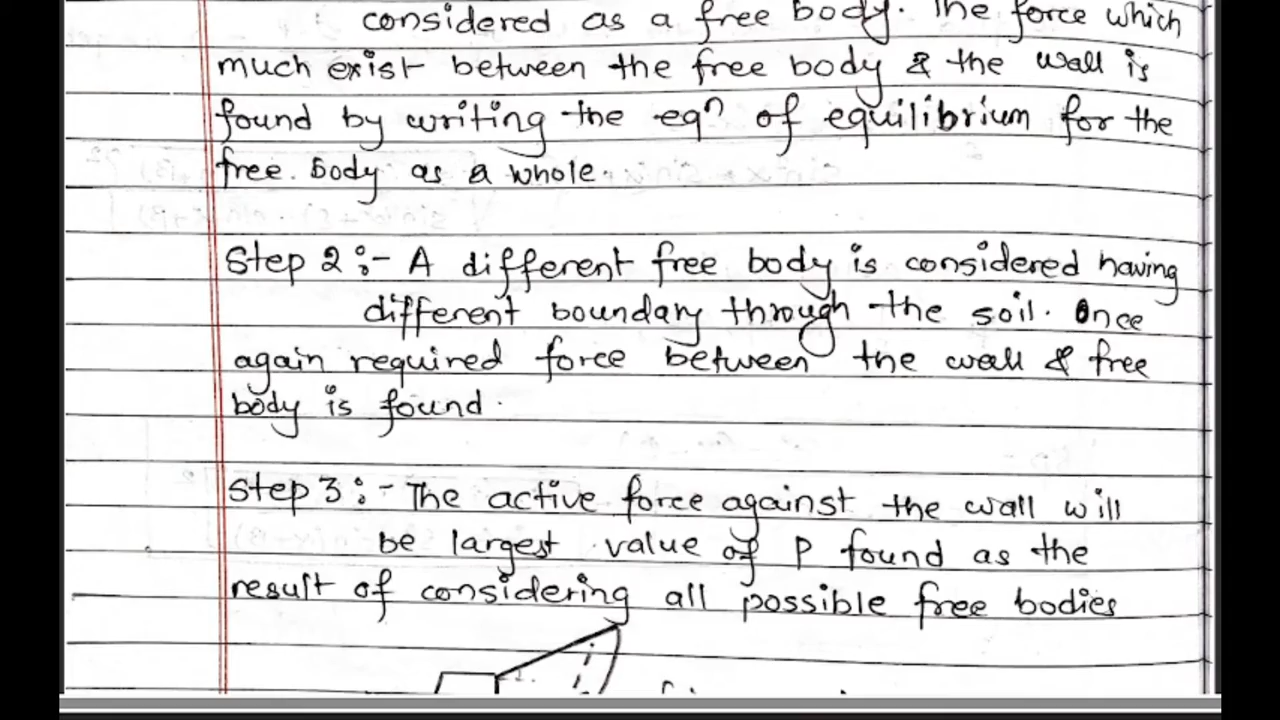 considered as a free body. The force which
much exist between the free body & the wall is
found by writing the eqⁿ of equilibrium for the
free. body as a whole.
Step 2 :- A different free body is considered having
different boundary through the soil. Once
again required force between the wall & free
body is found.
Step 3 :- The active force against the wall will
be largest value of P found as the
result of considering all possible free bodies